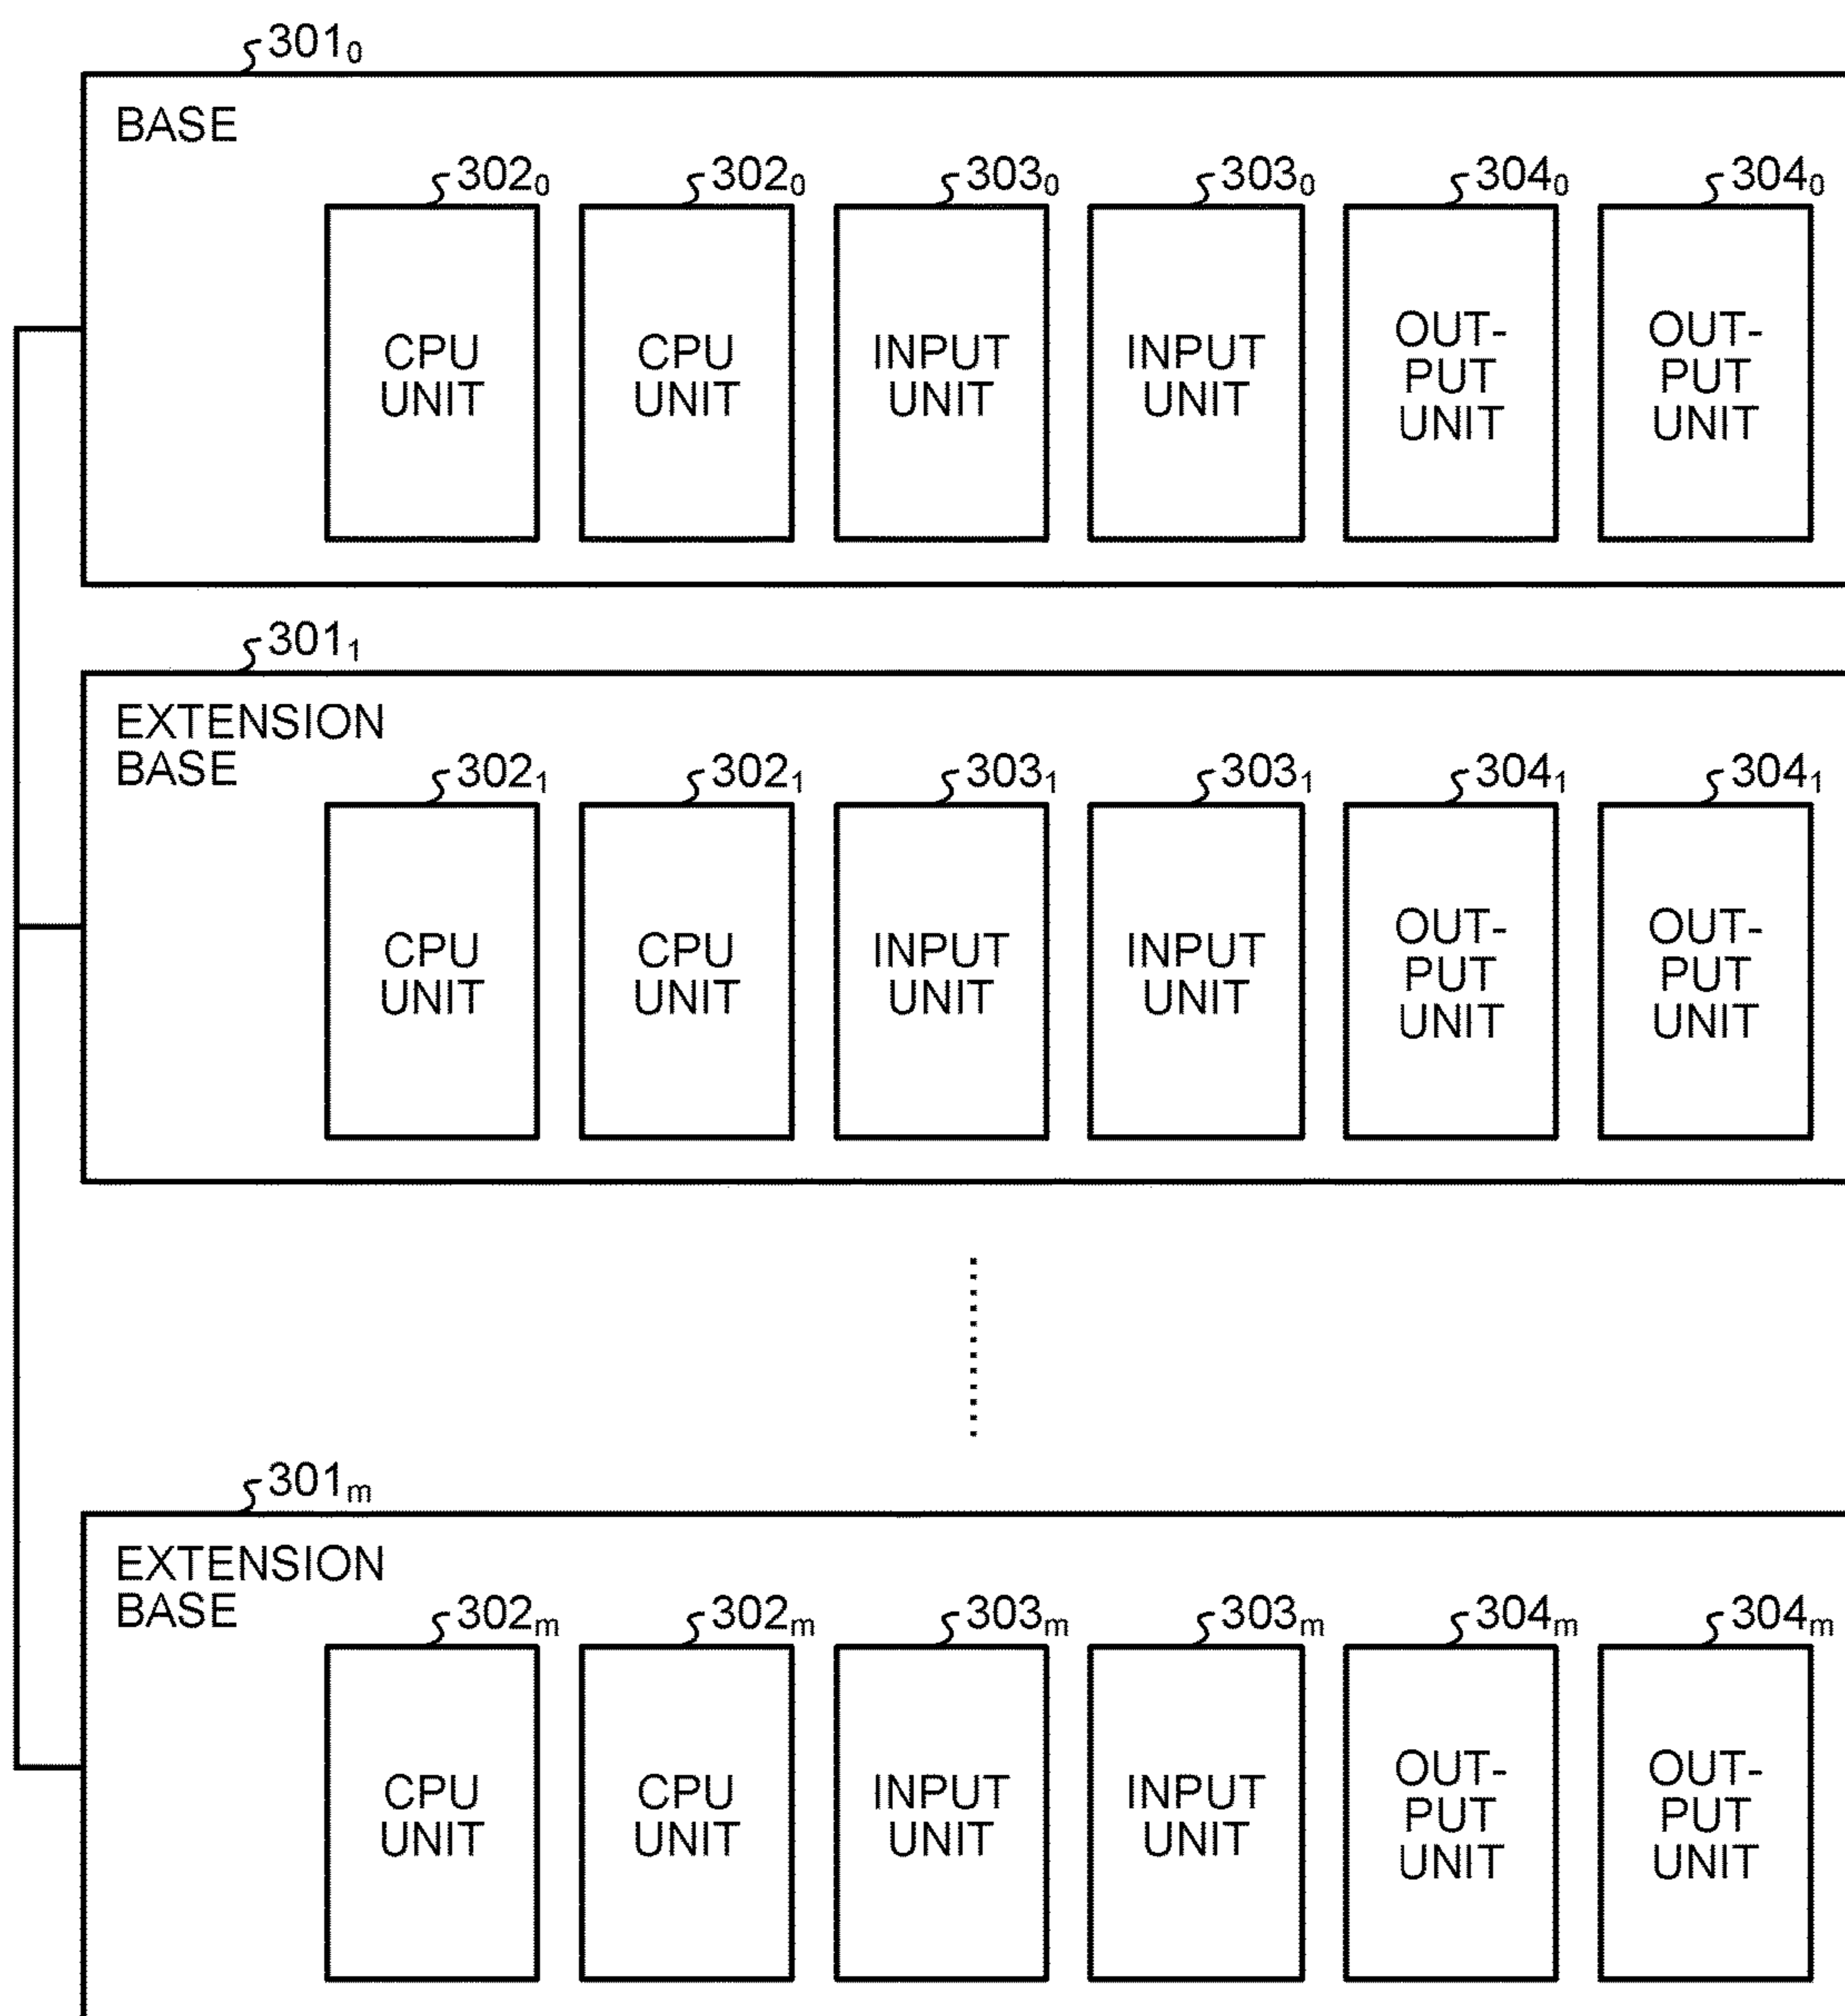 301₀
BASE
302₀ 302₀ 303₀ 303₀ 304₀ 304₀
CPU UNIT
CPU UNIT
INPUT UNIT
INPUT UNIT
OUT-PUT UNIT
OUT-PUT UNIT
301₁
EXTENSION
BASE
302₁ 302₁ 303₁ 303₁ 304₁ 304₁
CPU UNIT
CPU UNIT
INPUT UNIT
INPUT UNIT
OUT-PUT UNIT
OUT-PUT UNIT
301ₘ
EXTENSION
BASE
302ₘ 302ₘ 303ₘ 303ₘ 304ₘ 304ₘ
CPU UNIT
CPU UNIT
INPUT UNIT
INPUT UNIT
OUT-PUT UNIT
OUT-PUT UNIT